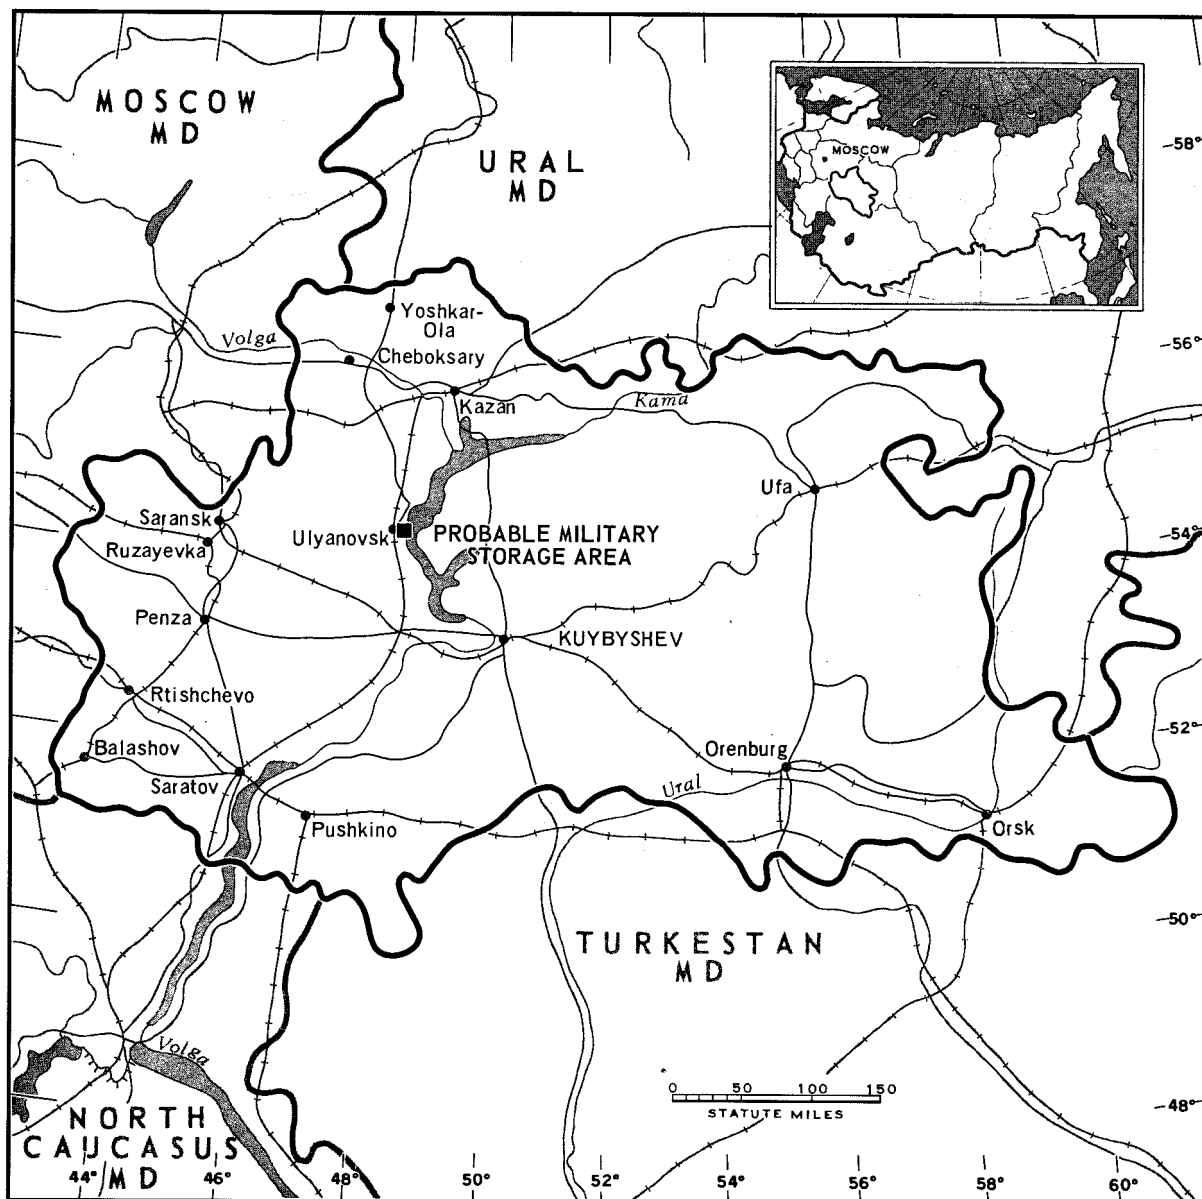 MOSCOW
MD
URAL
MD
MOSCOW
58°
Yoshkar-
Ola
Volga
Cheboksary
56°
Kama
Kazan
Ufa
Saransk
Ulyanovsk
PROBABLE MILITARY
STORAGE AREA
54°
Ruzayevka
Penza
KUYBYSHEV
Rtishchevo
52°
Balashov
Orenburg
Saratov
Ural
Pushkino
Orsk
50°
TURKESTAN
MD
Volga
0 50 100 150
STATUTE MILES
48°
NORTH
CAUCASUS
MD
44° 46° 48° 50° 52° 54° 56° 58° 60°